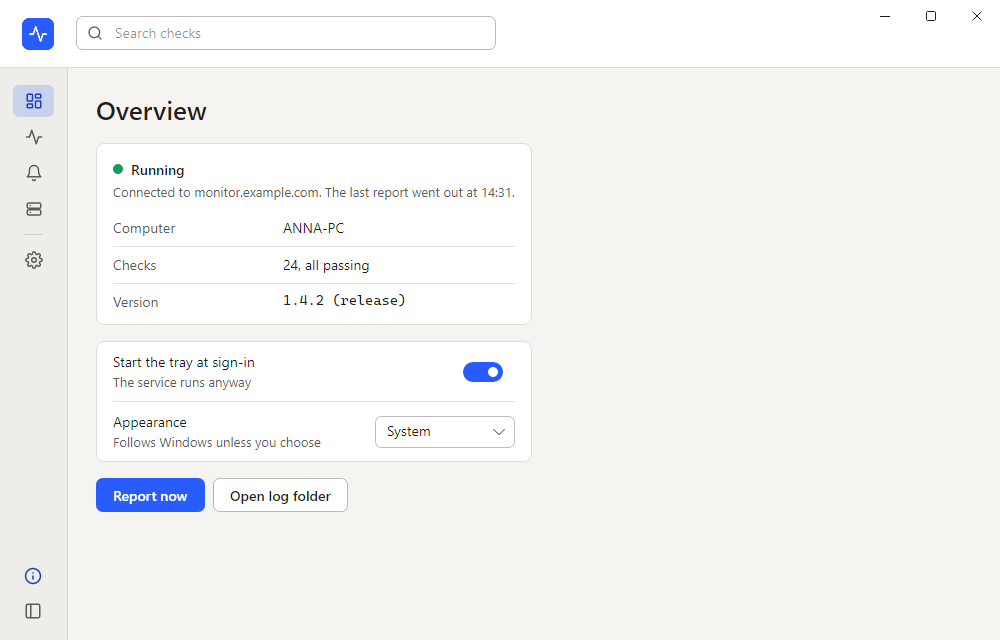 Search checks
Overview
Running
Connected to monitor.example.com. The last report went out at 14:31.
Computer ANNA-PC
Checks 24, all passing
Version 1.4.2 (release)
Start the tray at sign-in
The service runs anyway
Appearance
Follows Windows unless you choose
System
Report now Open log folder